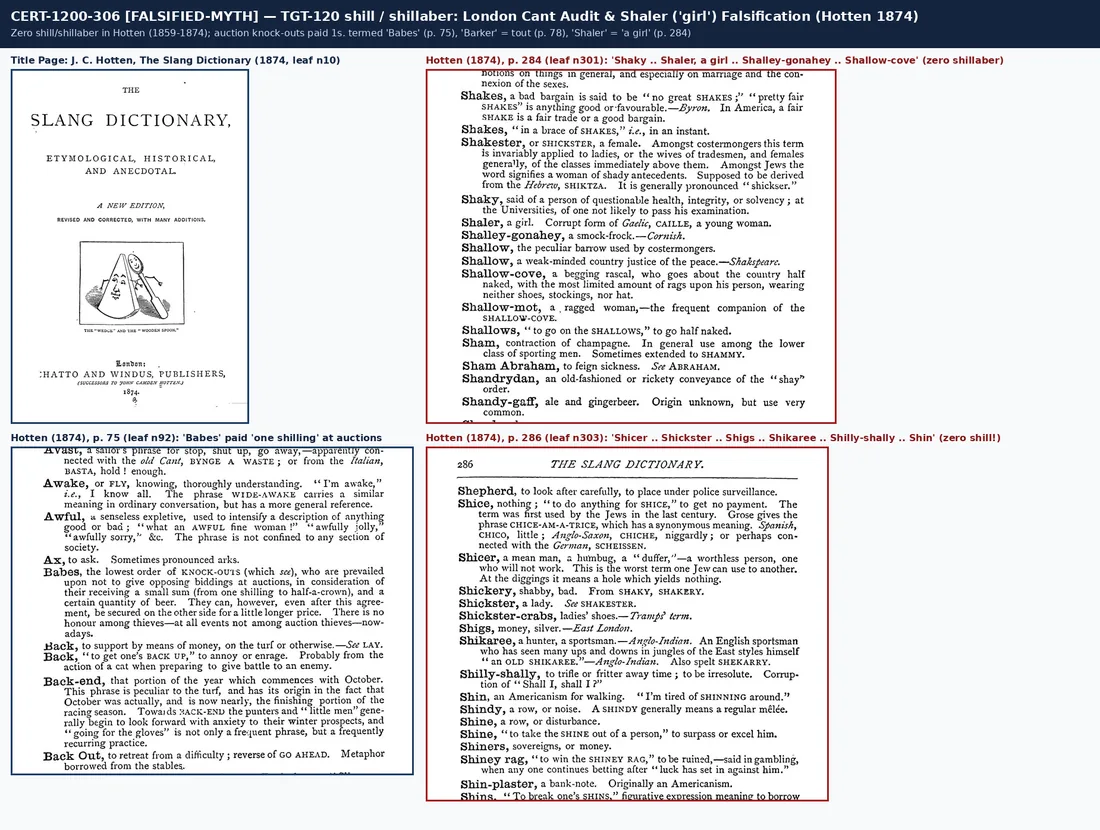 CERT-1200-306 [FALSIFIED-MYTH] — TGT-120 shill / shillaber: London Cant Audit & Shaler ('girl') Falsification (Hotten 1874)
Zero shill/shillaber in Hotten (1859-1874); auction knock-outs paid 1s. termed 'Babes' (p. 75), 'Barker' = tout (p. 78), 'Shaler' = 'a girl' (p. 284)
Title Page: J. C. Hotten, The Slang Dictionary (1874, leaf n10)
THE
SLANG DICTIONARY,
ETYMOLOGICAL, HISTORICAL,
AND ANECDOTAL.
A NEW EDITION,
REVISED AND CORRECTED, WITH MANY ADDITIONS.
THE "WEDGE" AND THE "WOODEN SPOON."
London:
CHATTO AND WINDUS, PUBLISHERS,
(SUCCESSORS TO JOHN CAMDEN HOTTEN.)
1874.
Hotten (1874), p. 284 (leaf n301): 'Shaky .. Shaler, a girl .. Shalley-gonahey .. Shallow-cove' (zero shillaber)
notions on things in general, and especially on marriage and the con-
nexion of the sexes.
Shakes, a bad bargain is said to be "no great SHAKES;" "pretty fair
SHAKES" is anything good or favourable.—Byron. In America, a fair
SHAKE is a fair trade or a good bargain.
Shakes, "in a brace of SHAKES," i.e., in an instant.
Shakester, or SHICKSTER, a female. Amongst costermongers this term
is invariably applied to ladies, or the wives of tradesmen, and females
generally, of the classes immediately above them. Amongst Jews the
word signifies a woman of shady antecedents. Supposed to be derived
from the Hebrew, SHIKTZA. It is generally pronounced "shickser."
Shaky, said of a person of questionable health, integrity, or solvency; at
the Universities, of one not likely to pass his examination.
Shaler, a girl. Corrupt form of Gaelic, CAILLE, a young woman.
Shalley-gonahey, a smock-frock.—Cornish.
Shallow, the peculiar barrow used by costermongers.
Shallow, a weak-minded country justice of the peace.—Shakspeare.
Shallow-cove, a begging rascal, who goes about the country half
naked, with the most limited amount of rags upon his person, wearing
neither shoes, stockings, nor hat.
Shallow-mot, a ragged woman,—the frequent companion of the
SHALLOW-COVE.
Shallows, "to go on the SHALLOWS," to go half naked.
Sham, contraction of champagne. In general use among the lower
class of sporting men. Sometimes extended to SHAMMY.
Sham Abraham, to feign sickness. See ABRAHAM.
Shandrydan, an old-fashioned or rickety conveyance of the "shay"
order.
Shandy-gaff, ale and gingerbeer. Origin unknown, but use very
common.
Hotten (1874), p. 75 (leaf n92): 'Babes' paid 'one shilling' at auctions
Avast, a sailor's phrase for stop, shut up, go away,—apparently con-
nected with the old Cant, BYNGE A WASTE; or from the Italian,
BASTA, hold! enough.
Awake, or FLY, knowing, thoroughly understanding. "I'm awake,"
i.e., I know all. The phrase WIDE-AWAKE carries a similar
meaning in ordinary conversation, but has a more general reference.
Awful, a senseless expletive, used to intensify a description of anything
good or bad; "what an AWFUL fine woman!" "awfully jolly,"
"awfully sorry," &c. The phrase is not confined to any section of
society.
Ax, to ask. Sometimes pronounced arks.
Babes, the lowest order of KNOCK-OUTS (which see), who are prevailed
upon not to give opposing biddings at auctions, in consideration of
their receiving a small sum (from one shilling to half-a-crown), and a
certain quantity of beer. They can, however, even after this agree-
ment, be secured on the other side for a little longer price. There is no
honour among thieves—at all events not among auction thieves—now-
adays.
Back, to support by means of money, on the turf or otherwise.—See LAY.
Back, "to get one's BACK UP," to annoy or enrage. Probably from the
action of a cat when preparing to give battle to an enemy.
Back-end, that portion of the year which commences with October.
This phrase is peculiar to the turf, and has its origin in the fact that
October was actually, and is now nearly, the finishing portion of the
racing season. Towards BACK-END the punters and "little men" gene-
rally begin to look forward with anxiety to their winter prospects, and
"going for the gloves" is not only a frequent phrase, but a frequently
recurring practice.
Back Out, to retreat from a difficulty; reverse of GO AHEAD. Metaphor
borrowed from the stables.
Hotten (1874), p. 286 (leaf n303): 'Shicer .. Shickster .. Shigs .. Shikaree .. Shilly-shally .. Shin' (zero shill!)
286 THE SLANG DICTIONARY.
Shepherd, to look after carefully, to place under police surveillance.
Shice, nothing; "to do anything for SHICE," to get no payment. The
term was first used by the Jews in the last century. Grose gives the
phrase CHICE-AM-A-TRICE, which has a synonymous meaning. Spanish,
CHICO, little; Anglo-Saxon, CHICHE, niggardly; or perhaps con-
nected with the German, SCHEISSEN.
Shicer, a mean man, a humbug, a "duffer,"—a worthless person, one
who will not work. This is the worst term one Jew can use to another.
At the diggings it means a hole which yields nothing.
Shickery, shabby, bad. From SHAKY, SHAKERY.
Shickster, a lady. See SHAKESTER.
Shickster-crabs, ladies' shoes.—Tramps' term.
Shigs, money, silver.—East London.
Shikaree, a hunter, a sportsman.—Anglo-Indian. An English sportsman
who has seen many ups and downs in jungles of the East styles himself
"an OLD SHIKAREE."—Anglo-Indian. Also spelt SHEKARRY.
Shilly-shally, to trifle or fritter away time; to be irresolute. Corrup-
tion of "Shall I, shall I?"
Shin, an Americanism for walking. "I'm tired of SHINNING around."
Shindy, a row, or noise. A SHINDY generally means a regular mêlée.
Shine, a row, or disturbance.
Shine, "to take the SHINE out of a person," to surpass or excel him.
Shiners, sovereigns, or money.
Shiney rag, "to win the SHINEY RAG," to be ruined,—said in gambling,
when any one continues betting after "luck has set in against him."
Shin-plaster, a bank-note. Originally an Americanism.
Shins. "To break one's SHINS," figurative expression meaning to borrow